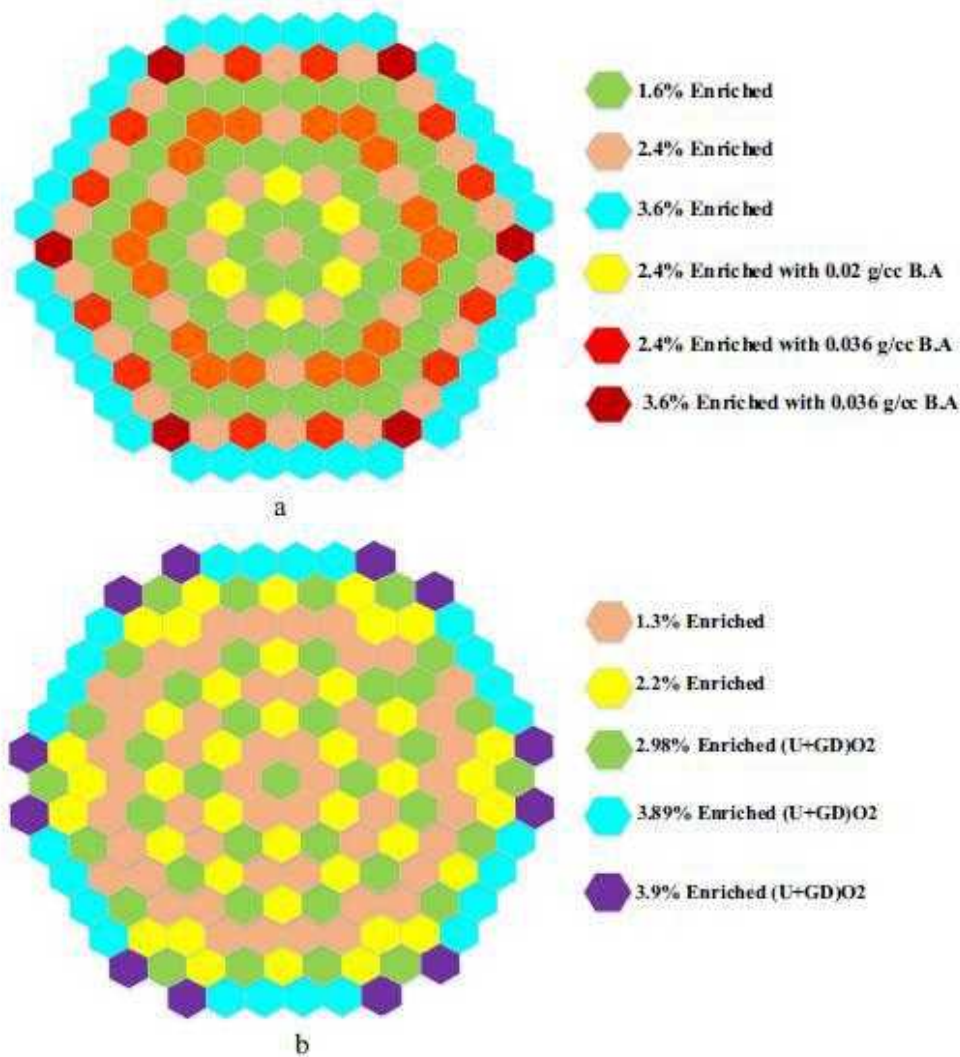 1.6% Enriched
2.4% Enriched
3.6% Enriched
2.4% Enriched with 0.02 g/cc B.A
2.4% Enriched with 0.036 g/cc B.A
3.6% Enriched with 0.036 g/cc B.A
a
1.3% Enriched
2.2% Enriched
2.98% Enriched (U+GD)O2
3.89% Enriched (U+GD)O2
3.9% Enriched (U+GD)O2
b